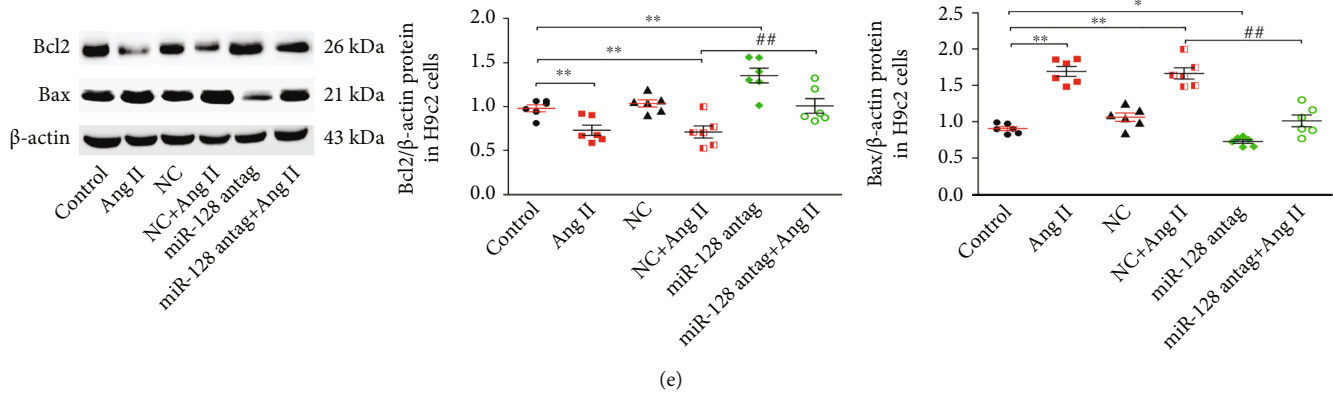 Bcl2
26 kDa
Bax
21 kDa
β-actin
43 kDa
Control
Ang II
NC
NC+Ang II
miR-128 antag
miR-128 antag+Ang II
Bcl2/β-actin protein
in H9c2 cells
2.0
1.5
1.0
0.5
0.0
**
**
**
##
Control
Ang II
NC
NC+Ang II
miR-128 antag
miR-128 antag+Ang II
Bax/β-actin protein
in H9c2 cells
2.5
2.0
1.5
1.0
0.5
0.0
*
**
**
##
Control
Ang II
NC
NC+Ang II
miR-128 antag
miR-128 antag+Ang II
(e)